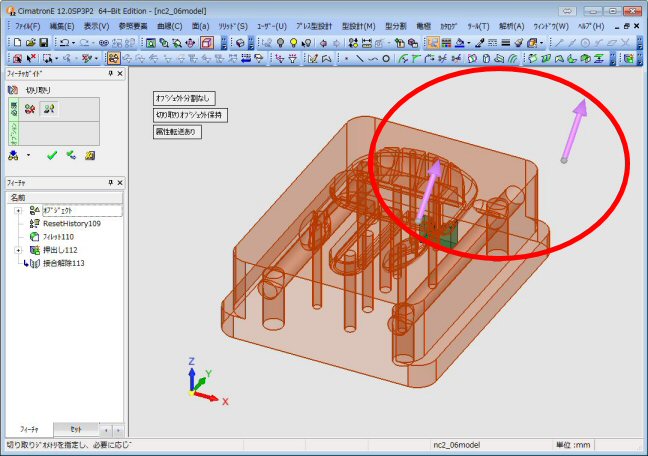 CimatronE 12.0SP3P2 64-Bit Edition - [nc2_06model]
ﾌｧｲﾙ(F) 編集(E) 表示(V) 参照要素 曲線(C) 面(a) ｿﾘｯﾄﾞ(S) ﾕｰｻﾞｰ(U) ﾌﾟﾚｽ型設計 型設計(M) 型分割 電極 ｶﾀﾛｸﾞ ﾂｰﾙ(T) 解析(A) ｳｨﾝﾄﾞｳ(W) ﾍﾙﾌﾟ(H)
ﾌｨｰﾁｬｶﾞｲﾄﾞ
切り取り
ｵﾌﾟｼｮﾝ
ﾌｨｰﾁｬ
名前
ｵﾌﾞｼﾞｪｸﾄ
ResetHistory109
ﾌｨﾚｯﾄ110
押出し112
接合解除113
ｵﾌﾞｼﾞｪｸﾄ分割なし
切り取りｵﾌﾞｼﾞｪｸﾄ保持
属性転送あり
Z
Y
X
ﾌｨｰﾁｬ ｾｯﾄ
切り取りｼﾞｵﾒﾄﾘを指定し、必要に応じ
nc2_06model 単位 :mm